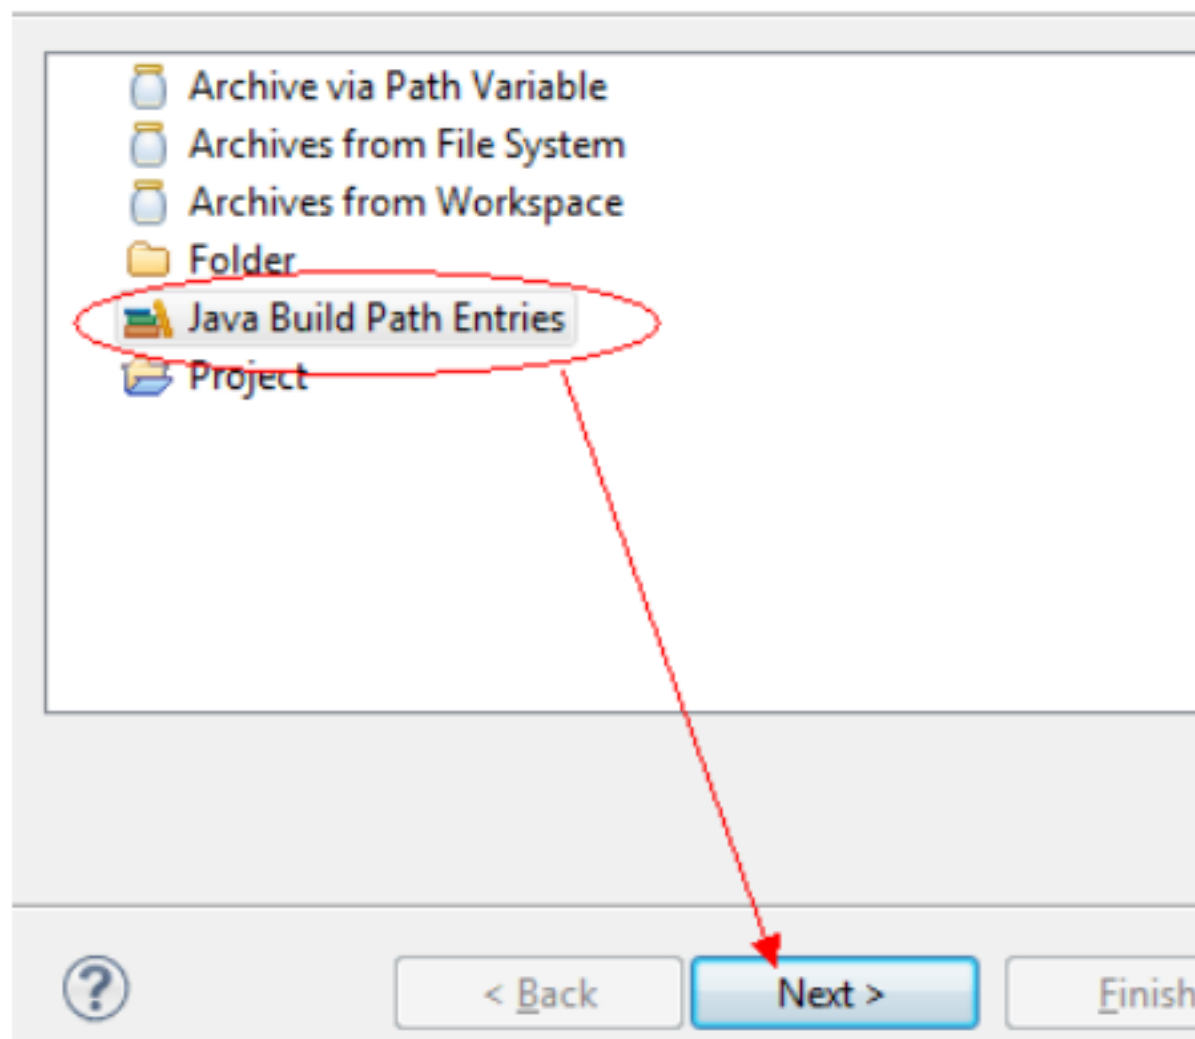 Archive via Path Variable
Archives from File System
Archives from Workspace
Folder
Java Build Path Entries
Project
?
< Back
Next >
Finish